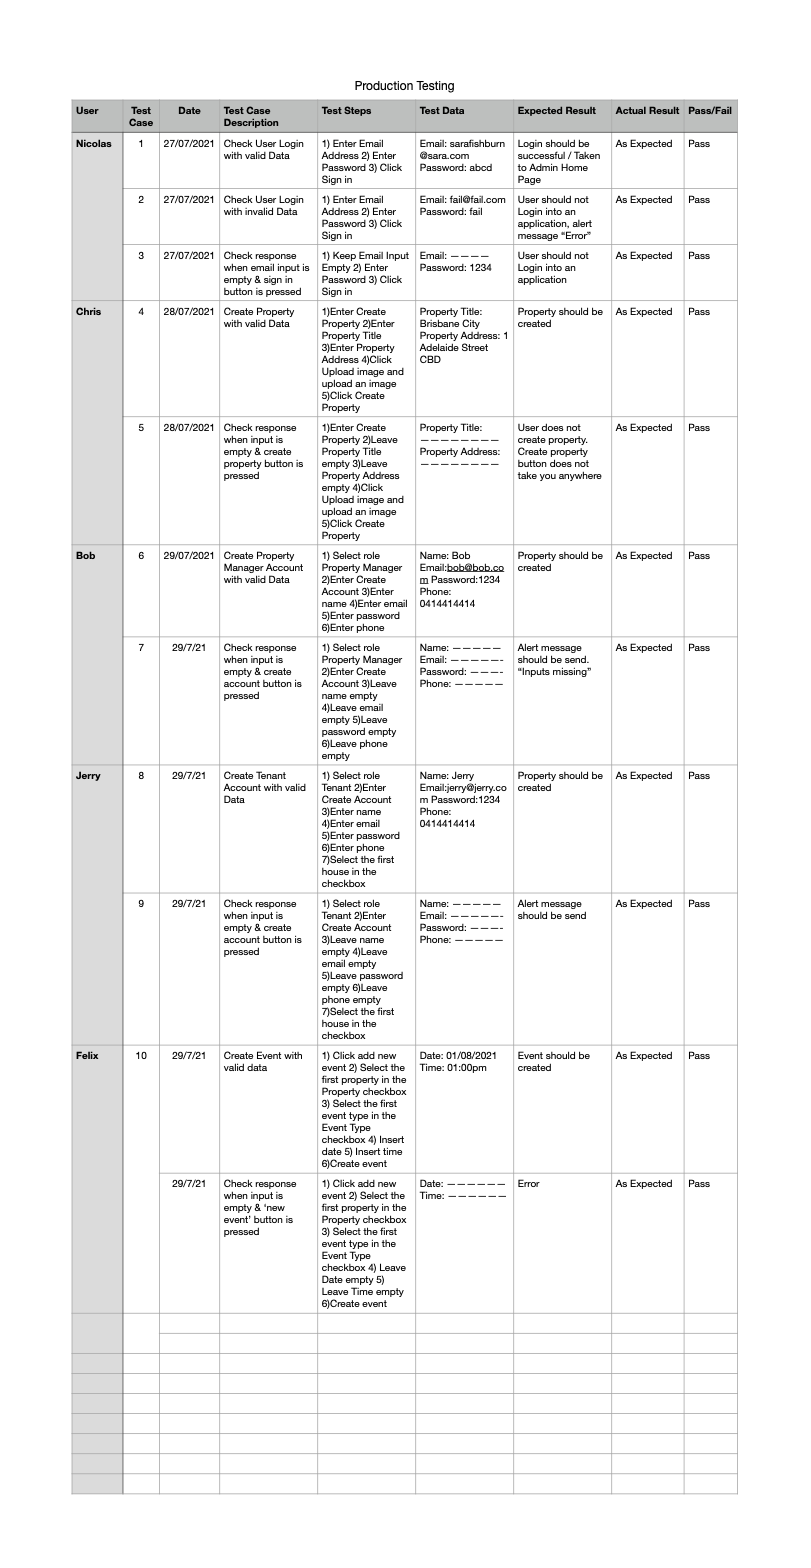 Production Testing
User Test Case Date Test Case Description Test Steps Test Data Expected Result Actual Result Pass/Fail
Nicolas 1 27/07/2021 Check User Login with valid Data 1) Enter Email Address 2) Enter Password 3) Click Sign in Email: sarafishburn@sara.com Password: abcd Login should be successful / Taken to Admin Home Page As Expected Pass
2 27/07/2021 Check User Login with invalid Data 1) Enter Email Address 2) Enter Password 3) Click Sign in Email: fail@fail.com Password: fail User should not Login into an application, alert message “Error” As Expected Pass
3 27/07/2021 Check response when email input is empty & sign in button is pressed 1) Keep Email Input Empty 2) Enter Password 3) Click Sign in Email: ———— Password: 1234 User should not Login into an application As Expected Pass
Chris 4 28/07/2021 Create Property with valid Data 1)Enter Create Property 2)Enter Property Title 3)Enter Property Address 4)Click Upload image and upload an image 5)Click Create Property Property Title: Brisbane City Property Address: 1 Adelaide Street CBD Property should be created As Expected Pass
5 28/07/2021 Check response when input is empty & create property button is pressed 1)Enter Create Property 2)Leave Property Title empty 3)Leave Property Address empty 4)Click Upload image and upload an image 5)Click Create Property Property Title: ———————— Property Address: ———————— User does not create property. Create property button does not take you anywhere As Expected Pass
Bob 6 29/07/2021 Create Property Manager Account with valid Data 1) Select role Property Manager 2)Enter Create Account 3)Enter name 4)Enter email 5)Enter password 6)Enter phone Name: Bob Email:bob@bob.com Password:1234 Phone: 0414414414 Property should be created As Expected Pass
7 29/7/21 Check response when input is empty & create account button is pressed 1) Select role Property Manager 2)Enter Create Account 3)Leave name empty 4)Leave email empty 5)Leave password empty 6)Leave phone empty Name: ————— Email: —————- Password: ———- Phone: ————— Alert message should be send. “Inputs missing” As Expected Pass
Jerry 8 29/7/21 Create Tenant Account with valid Data 1) Select role Tenant 2)Enter Create Account 3)Enter name 4)Enter email 5)Enter password 6)Enter phone 7)Select the first house in the checkbox Name: Jerry Email:jerry@jerry.com Password:1234 Phone: 0414414414 Property should be created As Expected Pass
9 29/7/21 Check response when input is empty & create account button is pressed 1) Select role Tenant 2)Enter Create Account 3)Leave name empty 4)Leave email empty 5)Leave password empty 6)Leave phone empty 7)Select the first house in the checkbox Name: ————— Email: —————- Password: ———- Phone: ————— Alert message should be send As Expected Pass
Felix 10 29/7/21 Create Event with valid data 1) Click add new event 2) Select the first property in the Property checkbox 3) Select the first event type in the Event Type checkbox 4) Insert date 5) Insert time 6)Create event Date: 01/08/2021 Time: 01:00pm Event should be created As Expected Pass
29/7/21 Check response when input is empty & ‘new event’ button is pressed 1) Click add new event 2) Select the first property in the Property checkbox 3) Select the first event type in the Event Type checkbox 4) Leave Date empty 5) Leave Time empty 6)Create event Date: —————— Time: —————— Error As Expected Pass